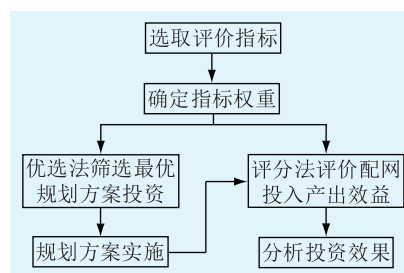 选取评价指标
确定指标权重
优选法筛选最优
规划方案投资
评分法评价配网
投入产出效益
规划方案实施
分析投资效果